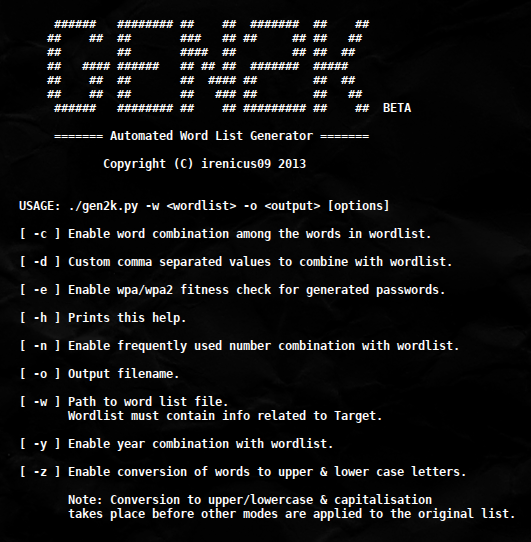 GEN2K BETA
======= Automated Word List Generator =======
Copyright (C) irenicus09 2013
USAGE: ./gen2k.py -w <wordlist> -o <output> [options]
[ -c ] Enable word combination among the words in wordlist.
[ -d ] Custom comma separated values to combine with wordlist.
[ -e ] Enable wpa/wpa2 fitness check for generated passwords.
[ -h ] Prints this help.
[ -n ] Enable frequently used number combination with wordlist.
[ -o ] Output filename.
[ -w ] Path to word list file.
Wordlist must contain info related to Target.
[ -y ] Enable year combination with wordlist.
[ -z ] Enable conversion of words to upper & lower case letters.
Note: Conversion to upper/lowercase & capitalisation
takes place before other modes are applied to the original list.